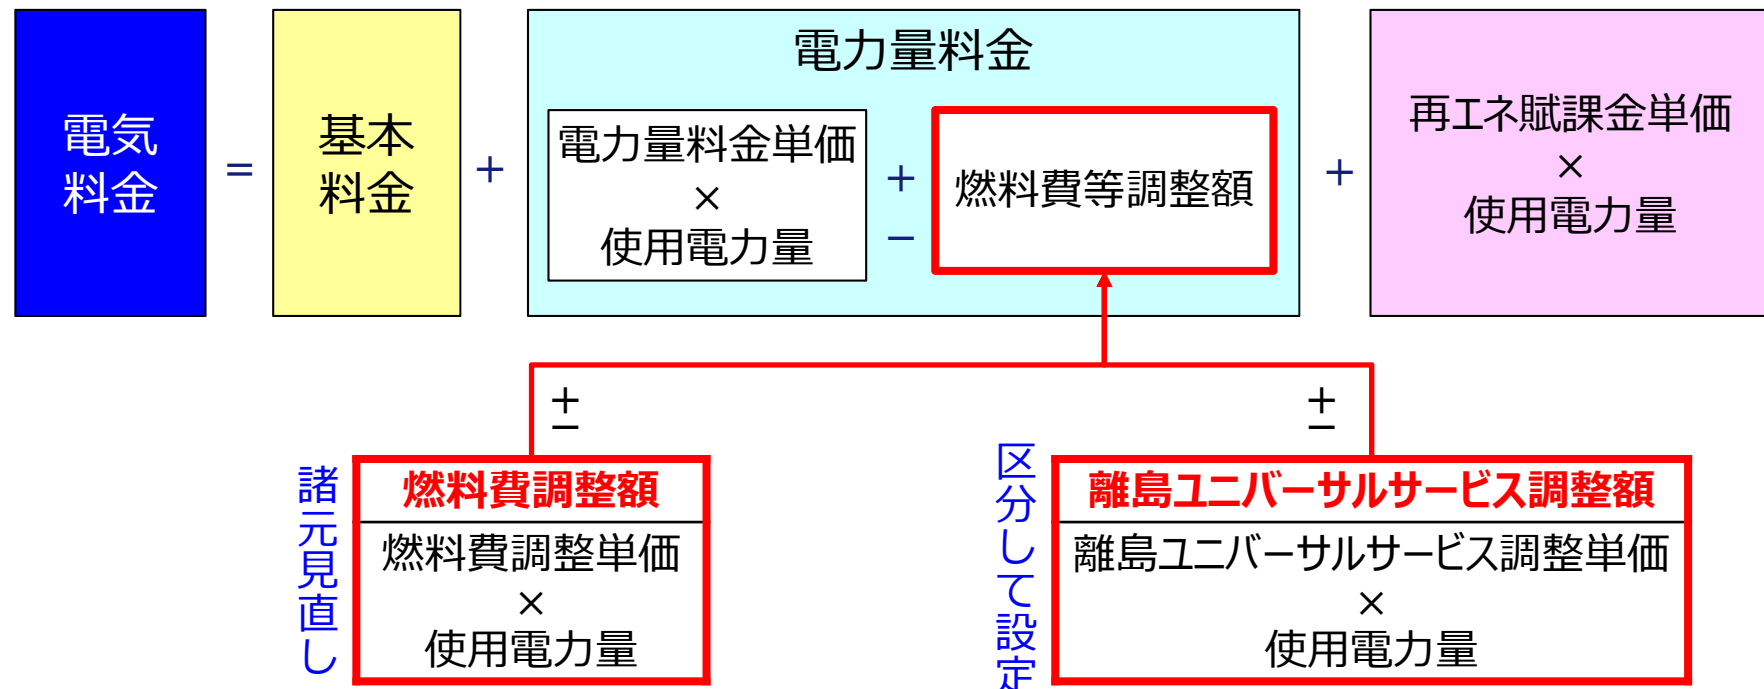 電気
料金
=
基本
料金
+
電力量料金
電力量料金単価
×
使用電力量
+
−
燃料費等調整額
+
再エネ賦課金単価
×
使用電力量
+
−
+
−
諸元見直し
燃料費調整額
燃料費調整単価
×
使用電力量
区分して設定
離島ユニバーサルサービス調整額
離島ユニバーサルサービス調整単価
×
使用電力量